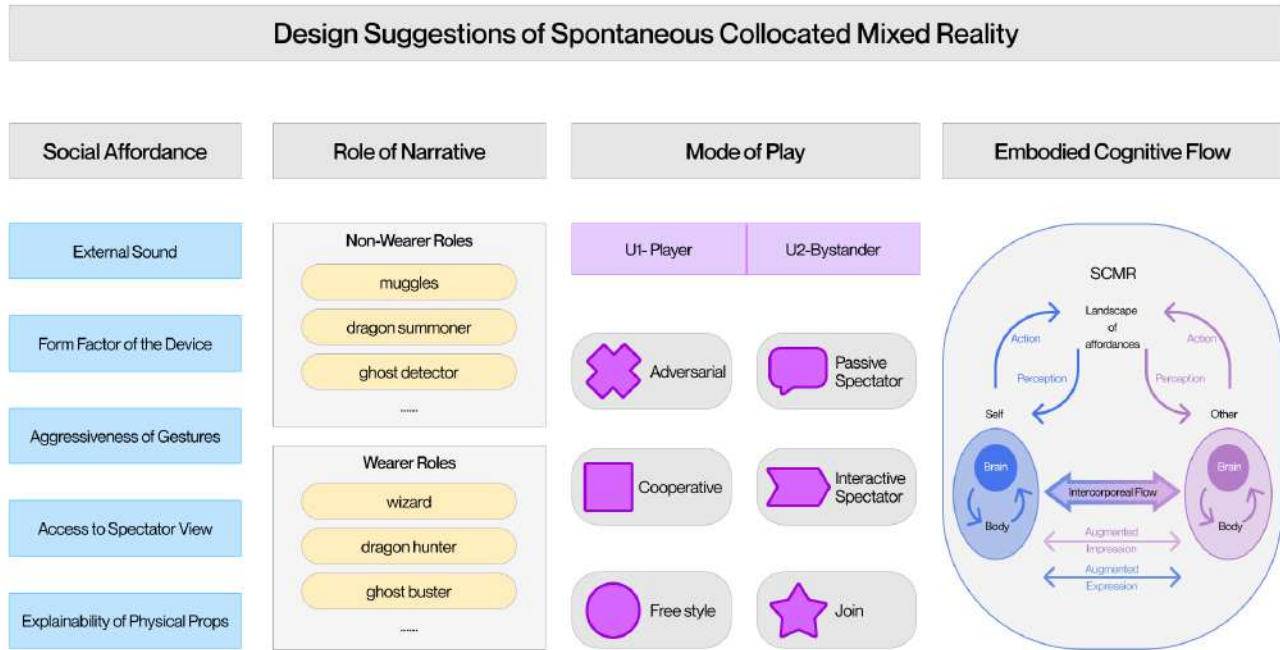 Design Suggestions of Spontaneous Collocated Mixed Reality
Social Affordance
External Sound
Form Factor of the Device
Aggressiveness of Gestures
Access to Spectator View
Explainability of Physical Props
Role of Narrative
Non-Wearer Roles
muggles
dragon summoner
ghost detector
......
Wearer Roles
wizard
dragon hunter
ghost buster
......
Mode of Play
U1- Player
U2-Bystander
Adversarial
Passive
Spectator
Cooperative
Interactive
Spectator
Free style
Join
Embodied Cognitive Flow
SCMR
Landscape
of
affordances
Action
Action
Perception
Perception
Self
Other
Brain
Brain
Intercorporeal Flow
Body
Body
Augmented
Impression
Augmented
Expression